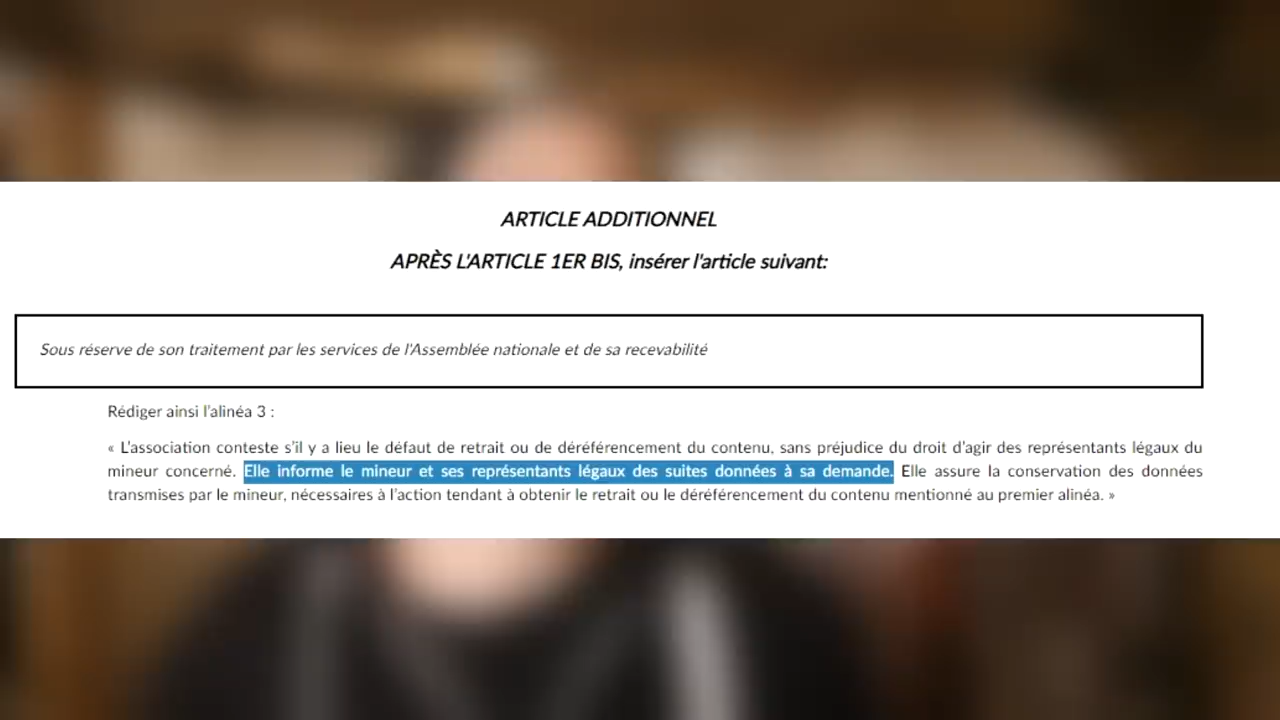 ARTICLE ADDITIONNEL
APRÈS L'ARTICLE 1ER BIS, insérer l'article suivant:
Sous réserve de son traitement par les services de l'Assemblée nationale et de sa recevabilité
Rédiger ainsi l'alinéa 3 :
« L'association conteste s'il y a lieu le défaut de retrait ou de déréférencement du contenu, sans préjudice du droit d'agir des représentants légaux du
mineur concerné. Elle informe le mineur et ses représentants légaux des suites données à sa demande. Elle assure la conservation des données
transmises par le mineur, nécessaires à l'action tendant à obtenir le retrait ou le déréférencement du contenu mentionné au premier alinéa. »